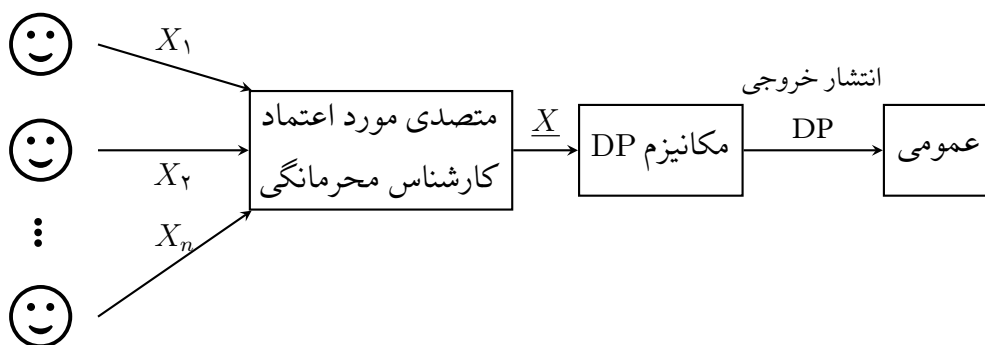 X۱
X۲
⋮
Xn
متصدی مورد اعتماد
کارشناس محرمانگی
X
مکانیزم DP
انتشار خروجی
DP
عمومی